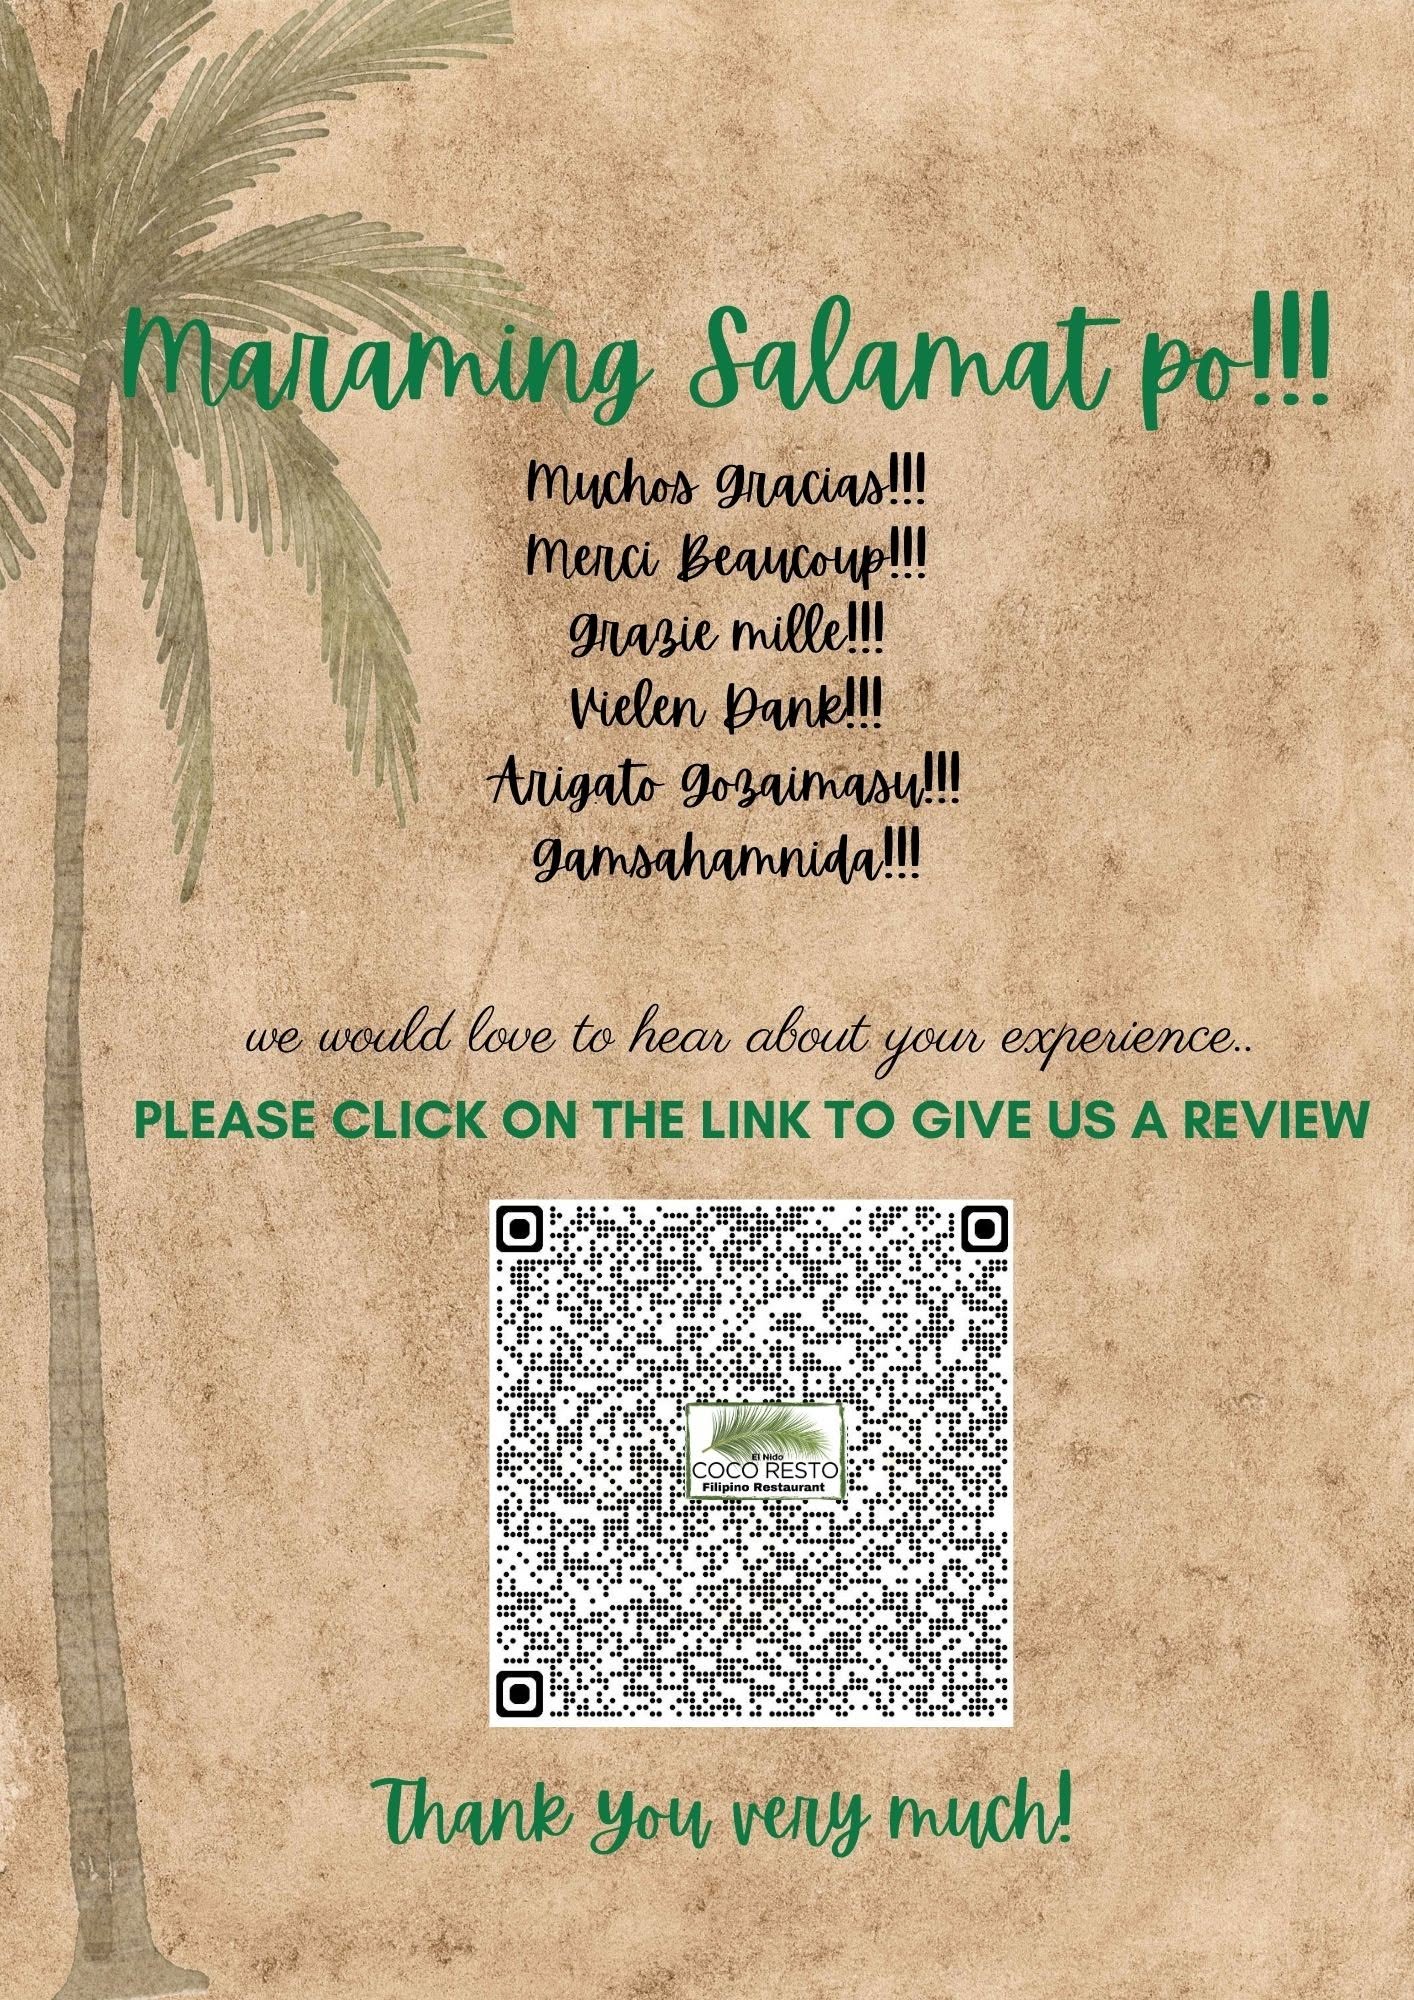 Maraming Salamat po!!!
Muchos Gracias!!!
Merci Beaucoup!!!
Grazie mille!!!
Vielen Dank!!!
Arigato Gozaimasu!!!
Gamsahamnida!!!
we would love to hear about your experience..
PLEASE CLICK ON THE LINK TO GIVE US A REVIEW
El Nido
COCO RESTO
Filipino Restaurant
Thank you very much!